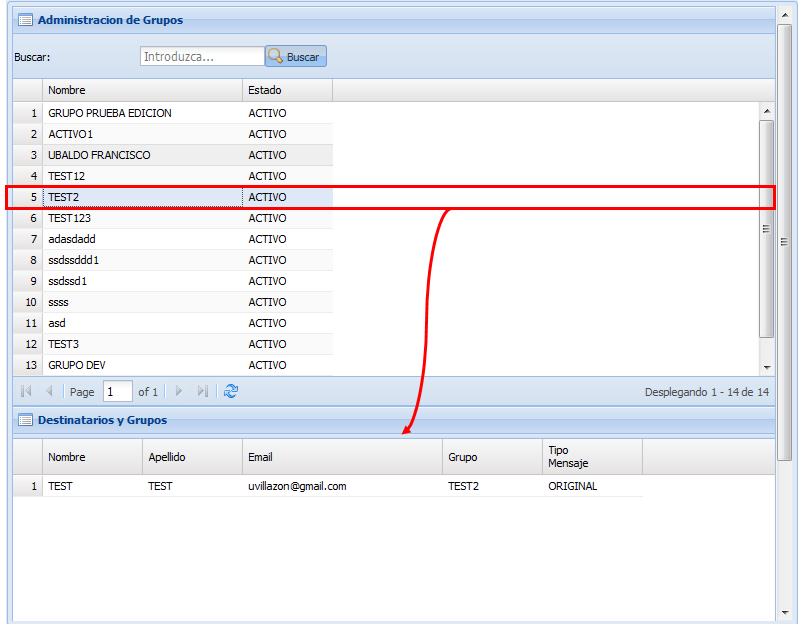 Administracion de Grupos
Buscar: Introduzca... Buscar
Nombre Estado
1 GRUPO PRUEBA EDICION ACTIVO
2 ACTIVO1 ACTIVO
3 UBALDO FRANCISCO ACTIVO
4 TEST12 ACTIVO
5 TEST2 ACTIVO
6 TEST123 ACTIVO
7 adasdadd ACTIVO
8 ssdssddd1 ACTIVO
9 ssdssd1 ACTIVO
10 ssss ACTIVO
11 asd ACTIVO
12 TEST3 ACTIVO
13 GRUPO DEV ACTIVO
Page 1 of 1 Desplegando 1 - 14 de 14
Destinatarios y Grupos
Nombre Apellido Email Grupo Tipo
Mensaje
1 TEST TEST uvillazon@gmail.com TEST2 ORIGINAL